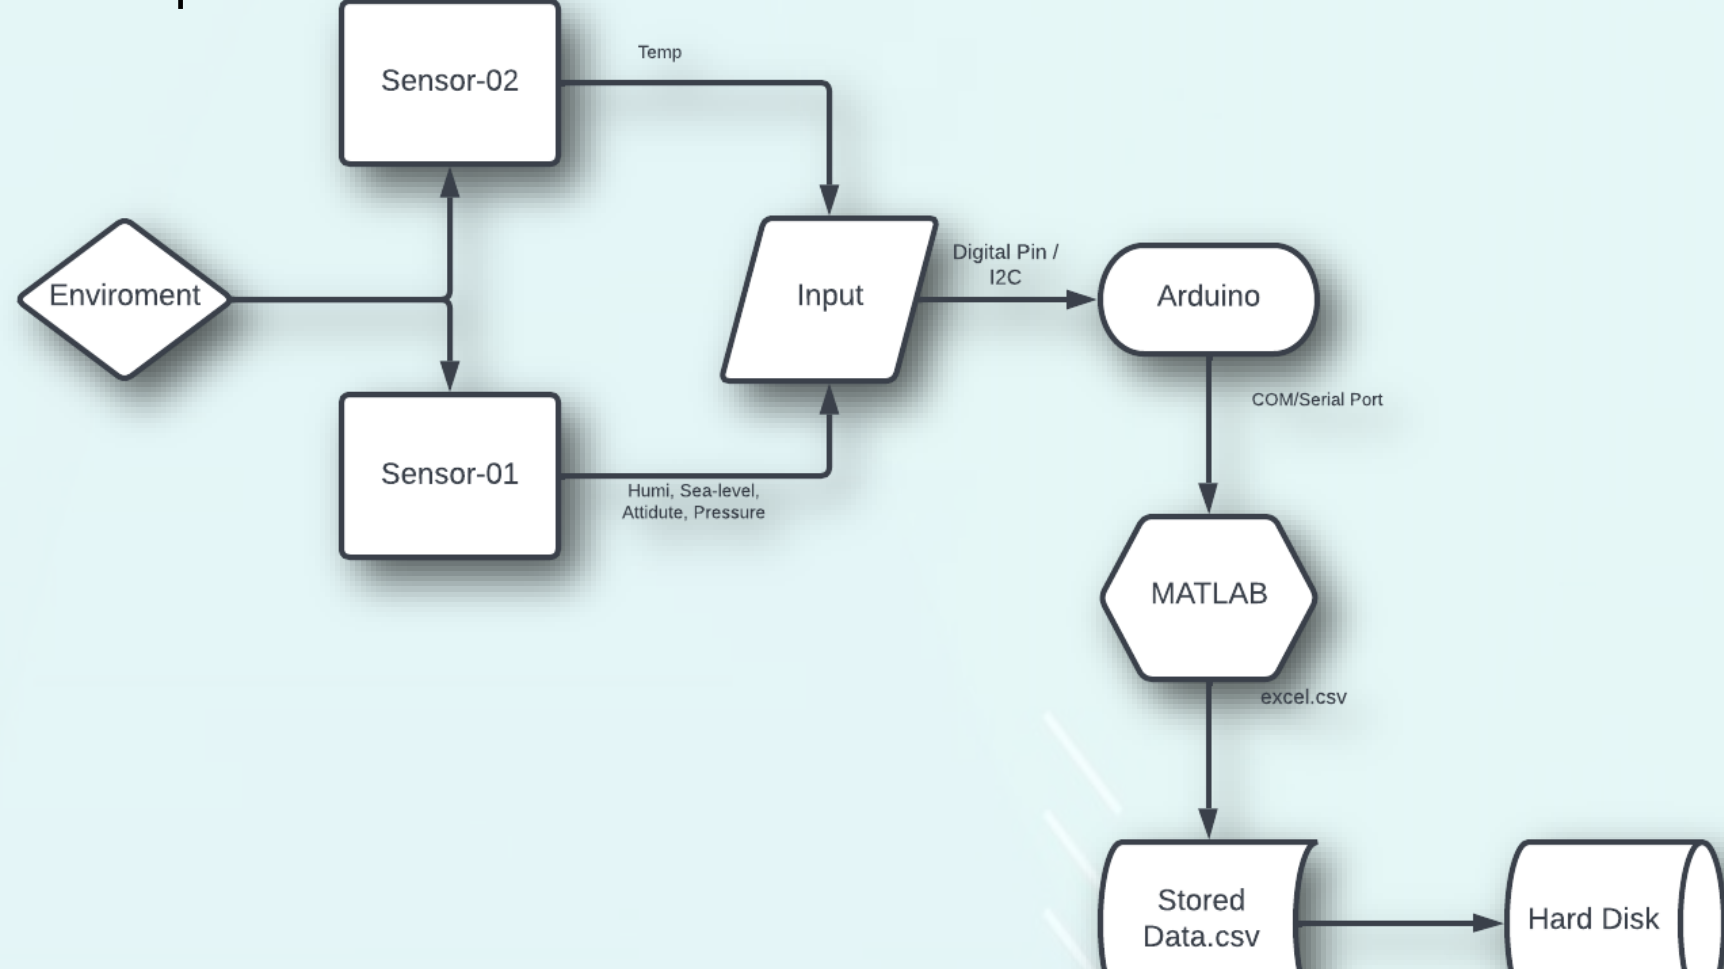 Sensor-02
Temp
Enviroment
Input
Digital Pin /
I2C
Arduino
Sensor-01
Humi, Sea-level,
Attidute, Pressure
COM/Serial Port
MATLAB
excel.csv
Stored
Data.csv
Hard Disk